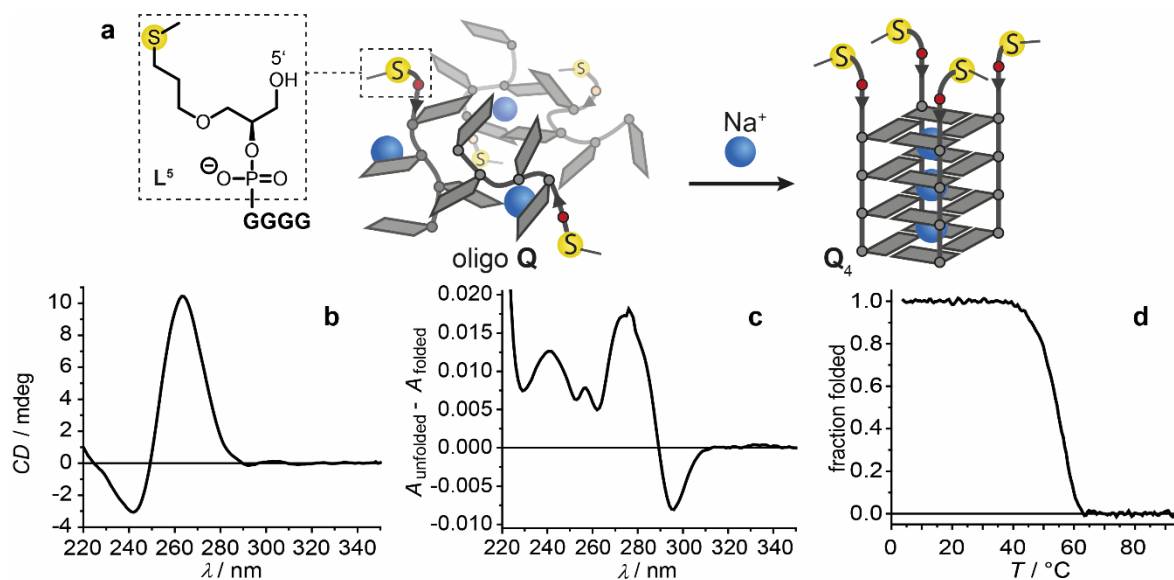 a
S
5‘
OH
O
O
⊖O-P=O
L⁵
GGGG
S
S
S
S
oligo Q
Na⁺
S
S
S
S
Q₄
b
CD / mdeg
10
8
6
4
2
0
-2
-4
220 240 260 280 300 320 340
λ / nm
c
A unfolded - A folded
0.020
0.015
0.010
0.005
0.000
-0.005
-0.010
220 240 260 280 300 320 340
λ / nm
d
fraction folded
1.0
0.8
0.6
0.4
0.2
0.0
20 40 60 80
T / °C